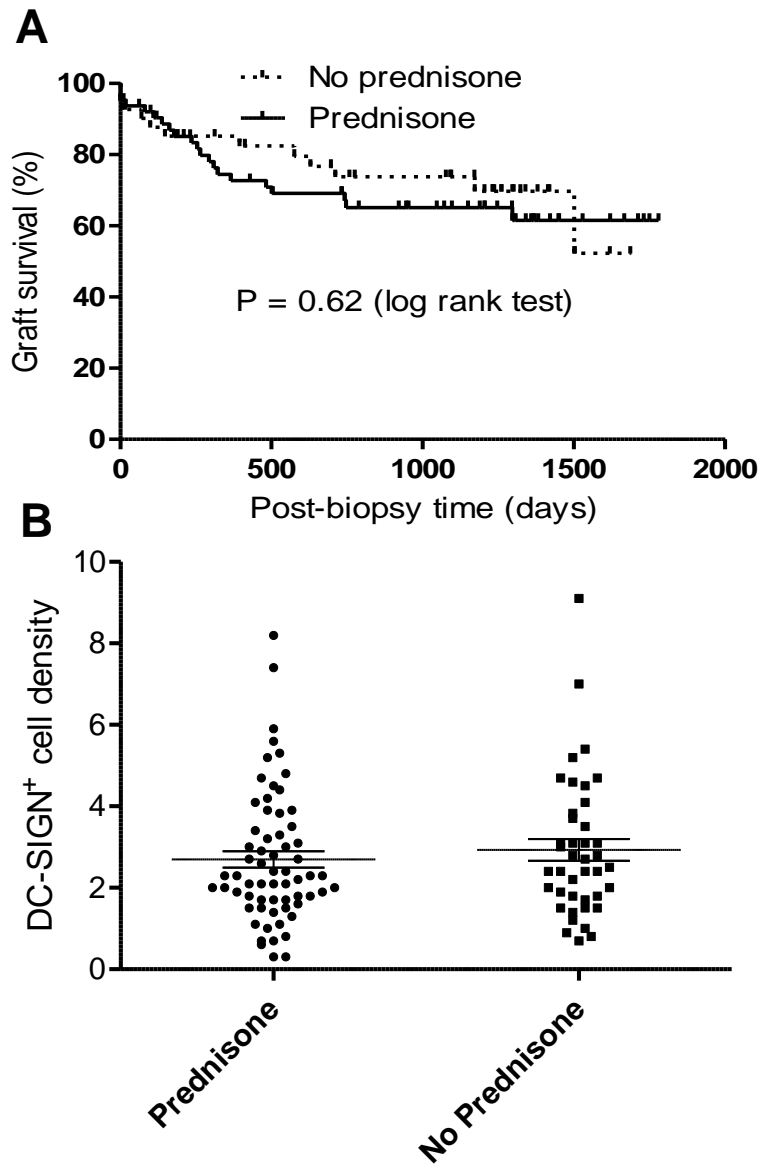 A
No prednisone
Prednisone
100
80
60
40
20
0
Graft survival (%)
P = 0.62 (log rank test)
0 500 1000 1500 2000
Post-biopsy time (days)
B
10
8
6
4
2
0
DC-SIGN⁺ cell density
Prednisone
No Prednisone